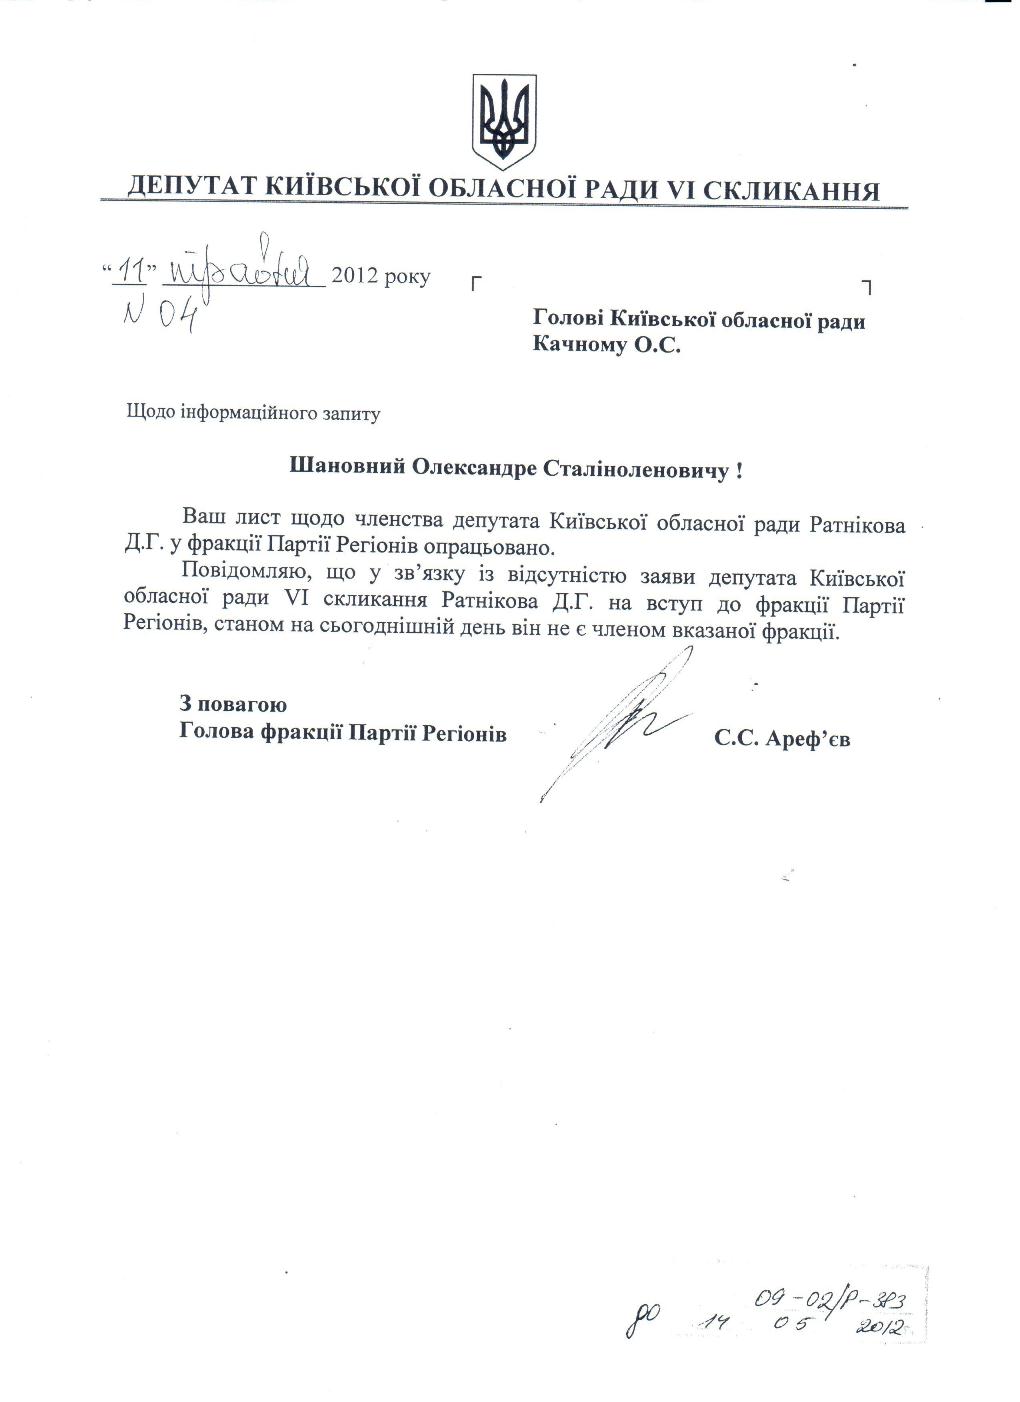 ДЕПУТАТ КИЇВСЬКОЇ ОБЛАСНОЇ РАДИ VI СКЛИКАННЯ
“11” травня 2012 року
N 04
Голові Київської обласної ради
Качному О.С.
Щодо інформаційного запиту
Шановний Олександре Сталіноленовичу !
Ваш лист щодо членства депутата Київської обласної ради Ратнікова
Д.Г. у фракції Партії Регіонів опрацьовано.
Повідомляю, що у зв’язку із відсутністю заяви депутата Київської
обласної ради VI скликання Ратнікова Д.Г. на вступ до фракції Партії
Регіонів, станом на сьогоднішній день він не є членом вказаної фракції.
З повагою
Голова фракції Партії Регіонів С.С. Ареф’єв
09-02/Р-383
до 14 05 2012